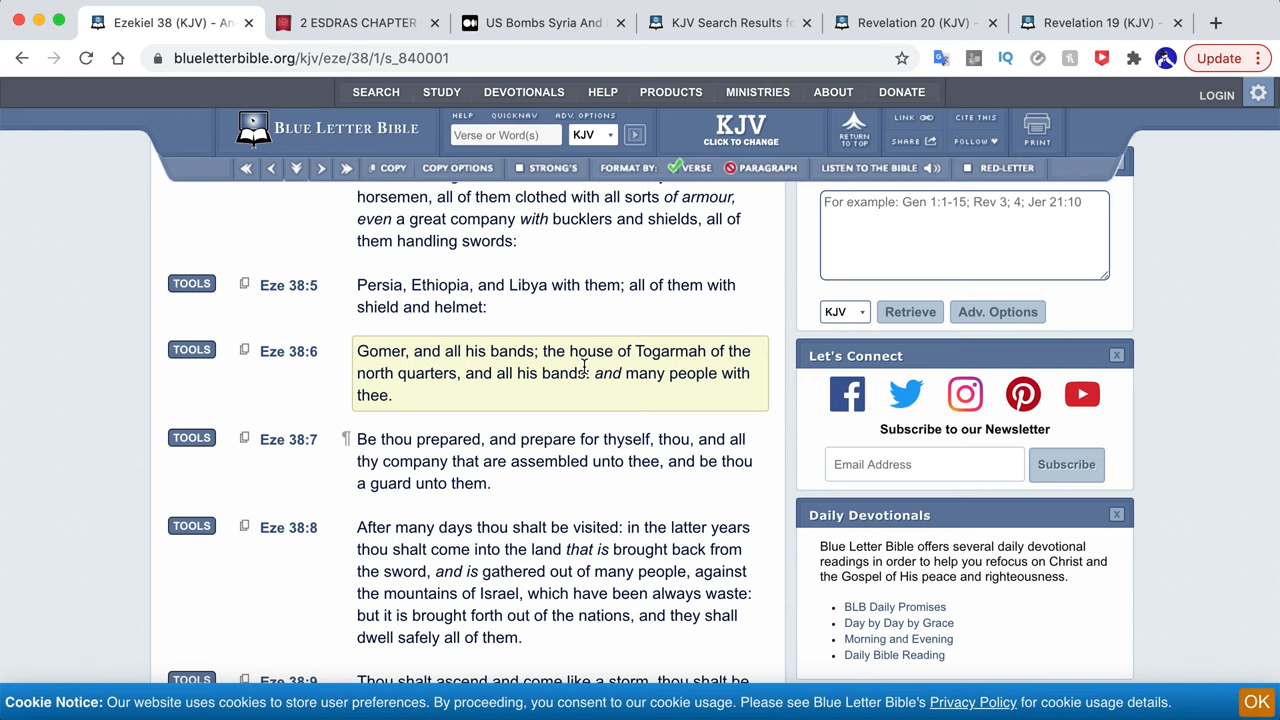 Ezekiel 38 (KJV) - An
2 ESDRAS CHAPTER
US Bombs Syria And
KJV Search Results for
Revelation 20 (KJV) -
Revelation 19 (KJV) -
blueletterbible.org/kjv/eze/38/1/s_840001
IQ
Update
SEARCH STUDY DEVOTIONALS HELP PRODUCTS MINISTRIES ABOUT DONATE
LOGIN
BLUE LETTER BIBLE
HELP QUICKNAV ADV. OPTIONS
Verse or Word(s)
KJV
KJV
CLICK TO CHANGE
RETURN
TO TOP
LINK
CITE THIS
SHARE
FOLLOW
PRINT
COPY COPY OPTIONS STRONG'S FORMAT BY: VERSE PARAGRAPH LISTEN TO THE BIBLE RED-LETTER
horsemen, all of them clothed with all sorts of armour,
even a great company with bucklers and shields, all of
them handling swords:
TOOLS Eze 38:5 Persia, Ethiopia, and Libya with them; all of them with
shield and helmet:
TOOLS Eze 38:6 Gomer, and all his bands; the house of Togarmah of the
north quarters, and all his bands: and many people with
thee.
TOOLS Eze 38:7 ¶ Be thou prepared, and prepare for thyself, thou, and all
thy company that are assembled unto thee, and be thou
a guard unto them.
TOOLS Eze 38:8 After many days thou shalt be visited: in the latter years
thou shalt come into the land that is brought back from
the sword, and is gathered out of many people, against
the mountains of Israel, which have been always waste:
but it is brought forth out of the nations, and they shall
dwell safely all of them.
TOOLS Eze 38:9 Thou shalt ascend and come like a storm, thou shalt be
For example: Gen 1:1-15; Rev 3; 4; Jer 21:10
KJV Retrieve Adv. Options
Let's Connect
Subscribe to our Newsletter
Email Address Subscribe
Daily Devotionals
Blue Letter Bible offers several daily devotional
readings in order to help you refocus on Christ and
the Gospel of His peace and righteousness.
BLB Daily Promises
Day by Day by Grace
Morning and Evening
Daily Bible Reading
Cookie Notice: Our website uses cookies to store user preferences. By proceeding, you consent to our cookie usage. Please see Blue Letter Bible's Privacy Policy for cookie usage details. OK